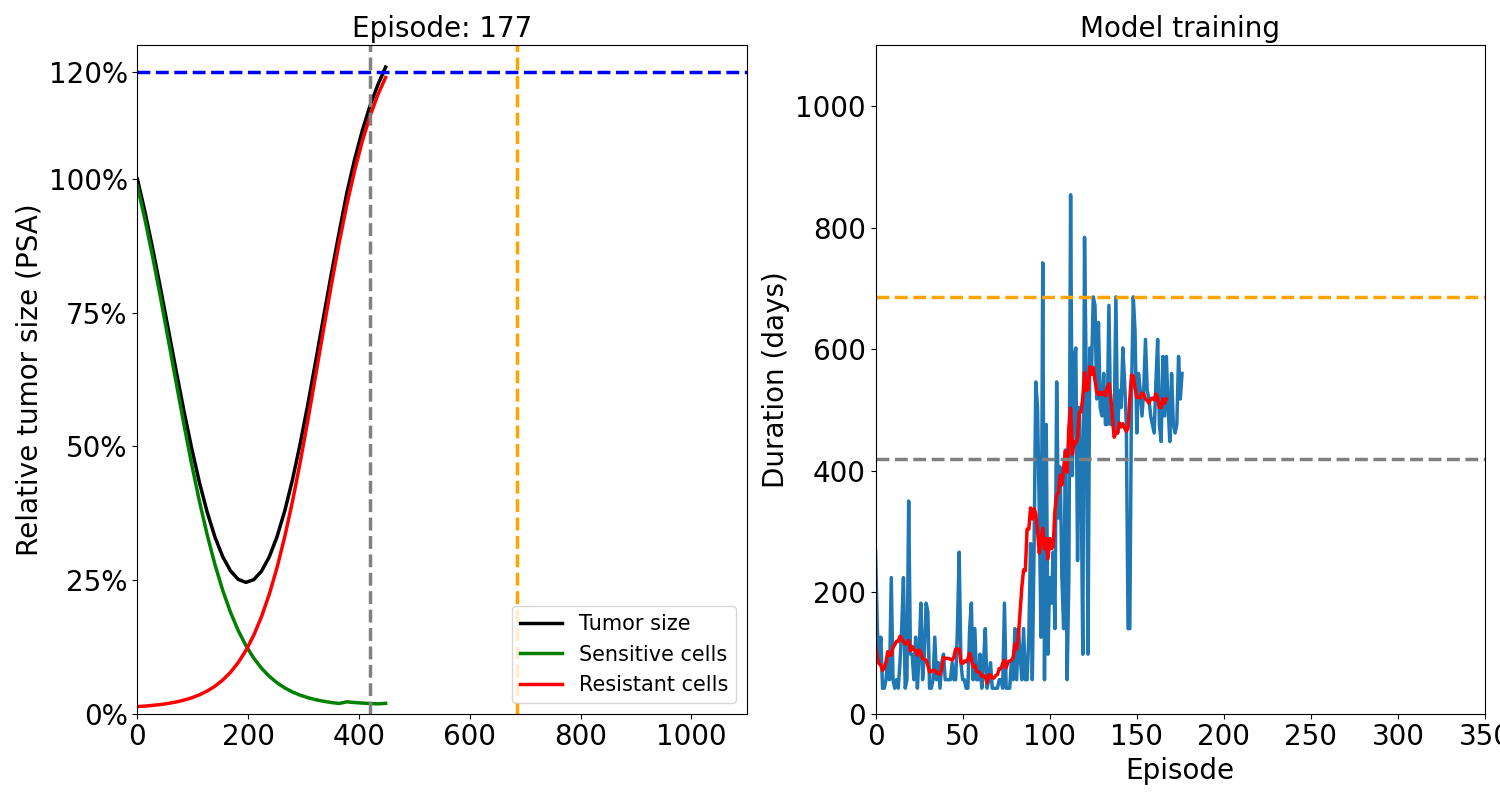 Episode: 177
Relative tumor size (PSA)
120%
100%
75%
50%
25%
0%
0 200 400 600 800 1000
Tumor size
Sensitive cells
Resistant cells
Model training
Duration (days)
1000
800
600
400
200
0
0 50 100 150 200 250 300 350
Episode